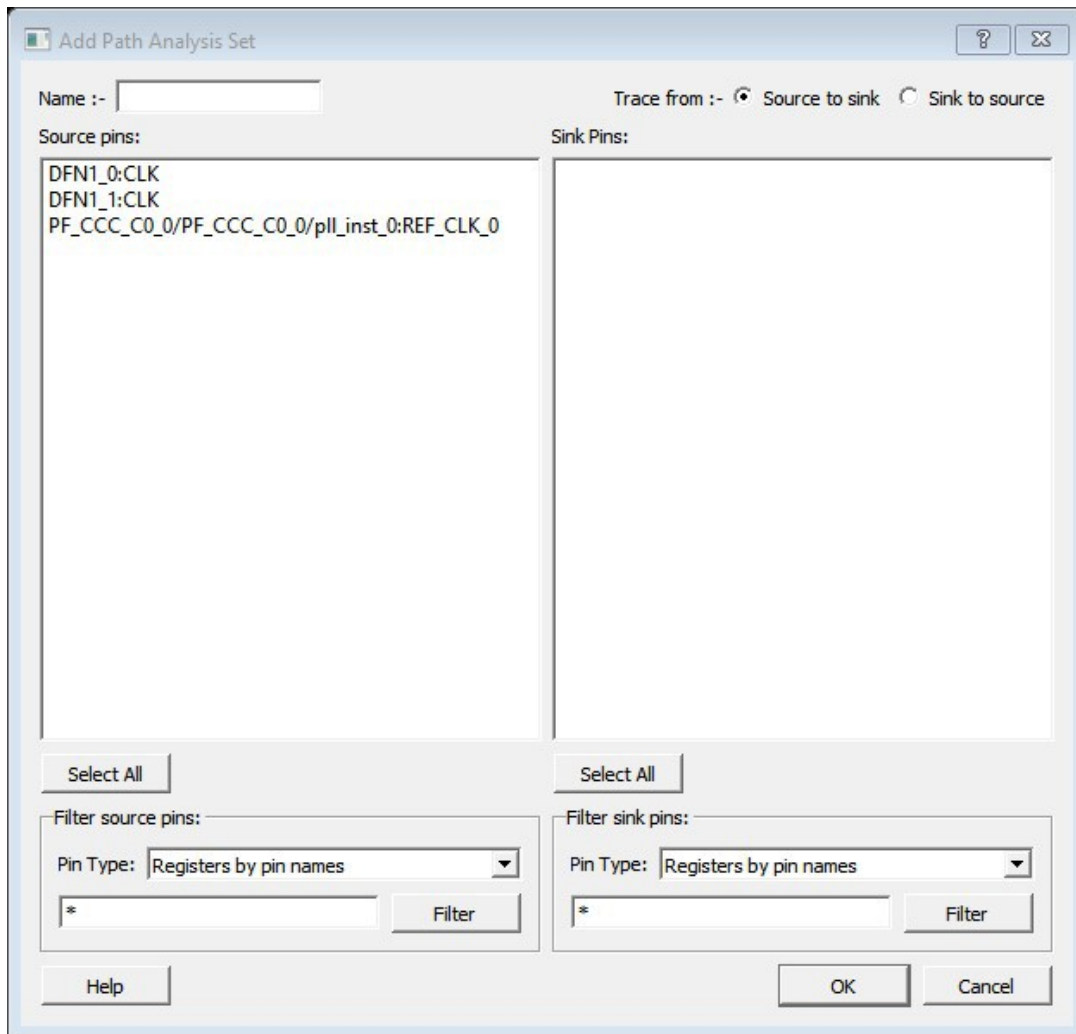 Add Path Analysis Set
Name :-
Trace from :- Source to sink Sink to source
Source pins:
Sink Pins:
DFN1_0:CLK
DFN1_1:CLK
PF_CCC_C0_0/PF_CCC_C0_0/pll_inst_0:REF_CLK_0
Select All
Select All
Filter source pins:
Pin Type: Registers by pin names
*
Filter
Filter sink pins:
Pin Type: Registers by pin names
*
Filter
Help
OK
Cancel